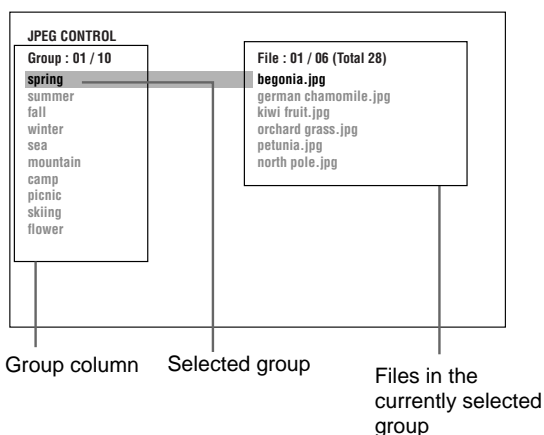 JPEG CONTROL
Group : 01 / 10
spring
summer
fall
winter
sea
mountain
camp
picnic
skiing
flower
File : 01 / 06 (Total 28)
begonia.jpg
german chamomile.jpg
kiwi fruit.jpg
orchard grass.jpg
petunia.jpg
north pole.jpg
Group column
Selected group
Files in the
currently selected
group